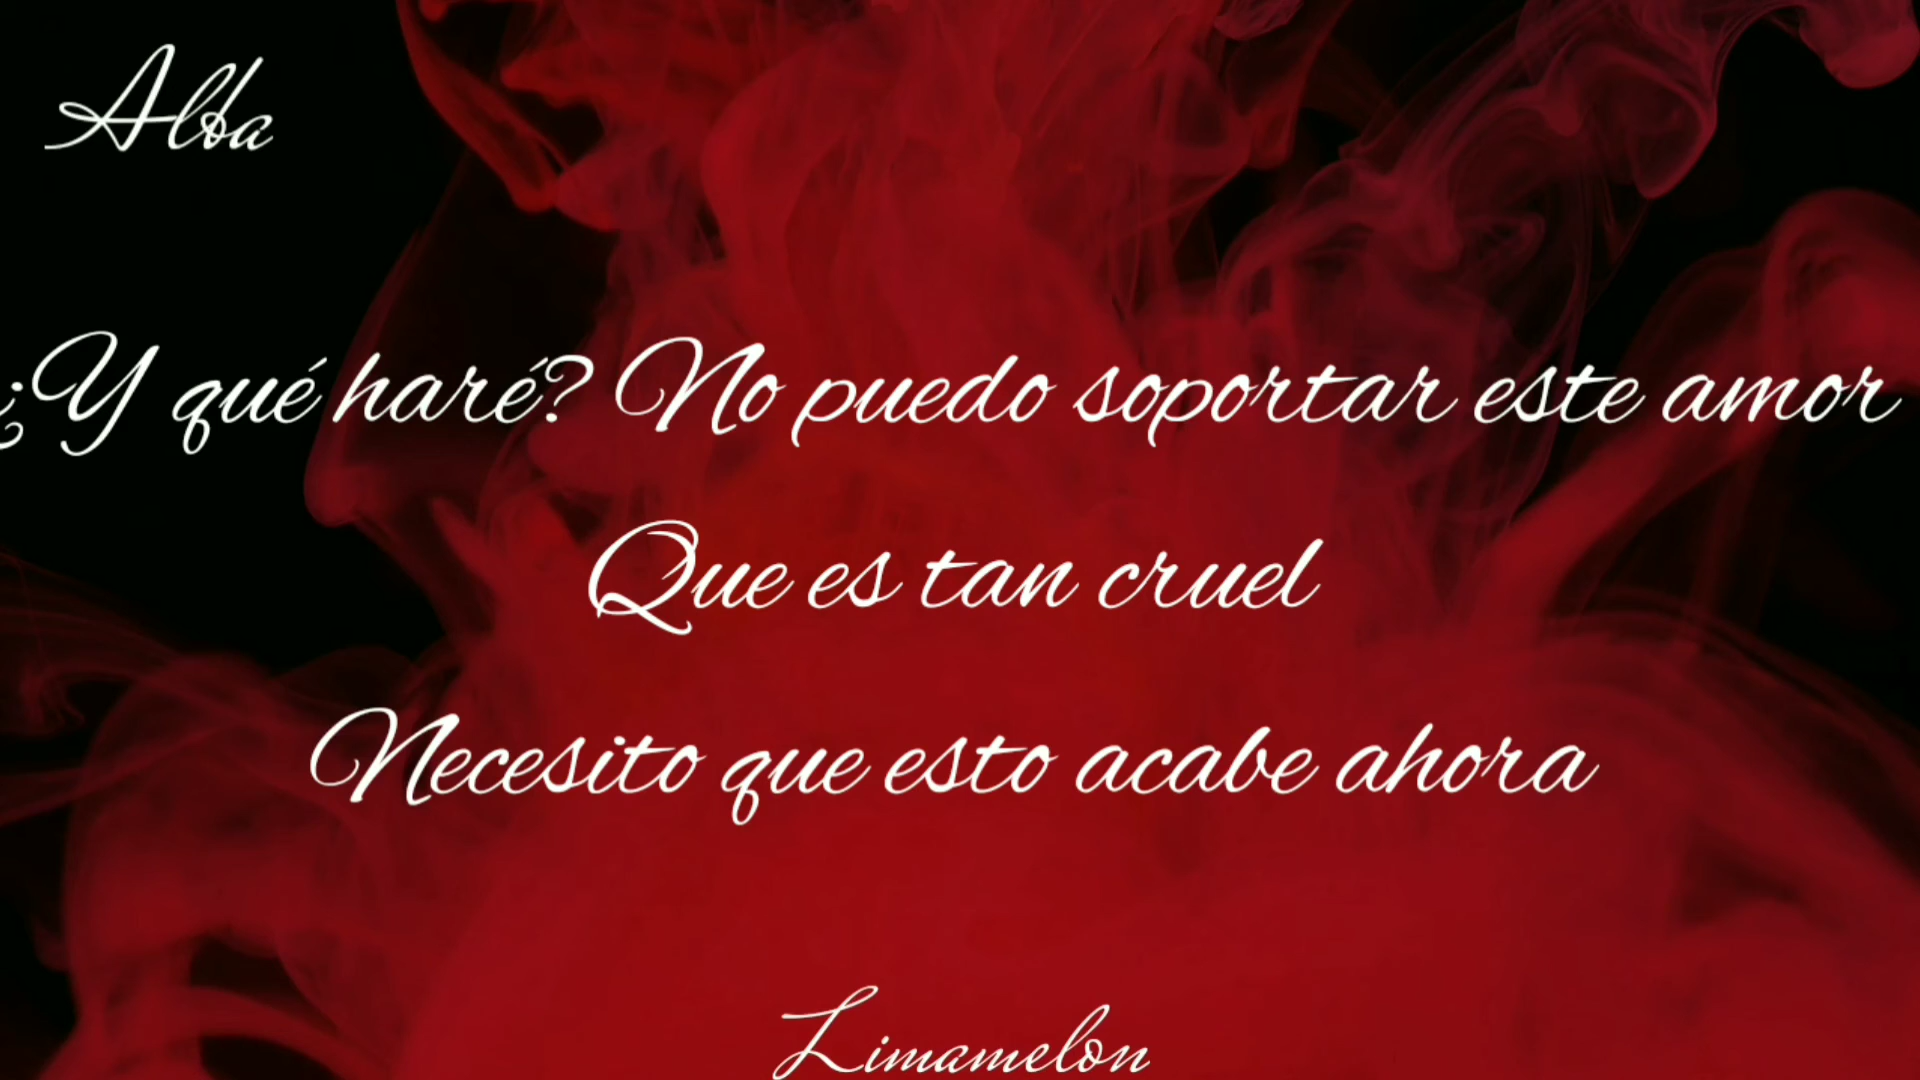 Alba
¿Y qué haré? No puedo soportar este amor
Que es tan cruel
Necesito que esto acabe ahora
Limamelon